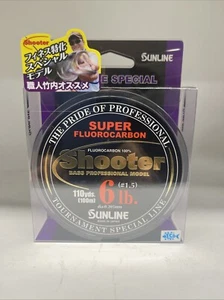 Shooter
フィネス特化
スペシャル
モデル
職人竹内オススメ
SUNLINE
E SPECIAL
THE PRIDE OF PROFESSIONAL
SUPER
FLUOROCARBON
FLUOROCARBON 100%
Shooter
BASS PROFESSIONAL MODEL
110yds.
(100m)
6 lb.
(#1.5)
SUNLINE
TOURNAMENT SPECIAL LINE